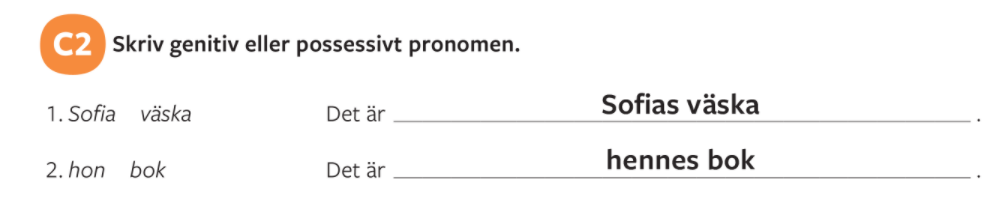 C2 Skriv genitiv eller possessivt pronomen.
1. Sofia väska Det är Sofias väska .
2. hon bok Det är hennes bok .